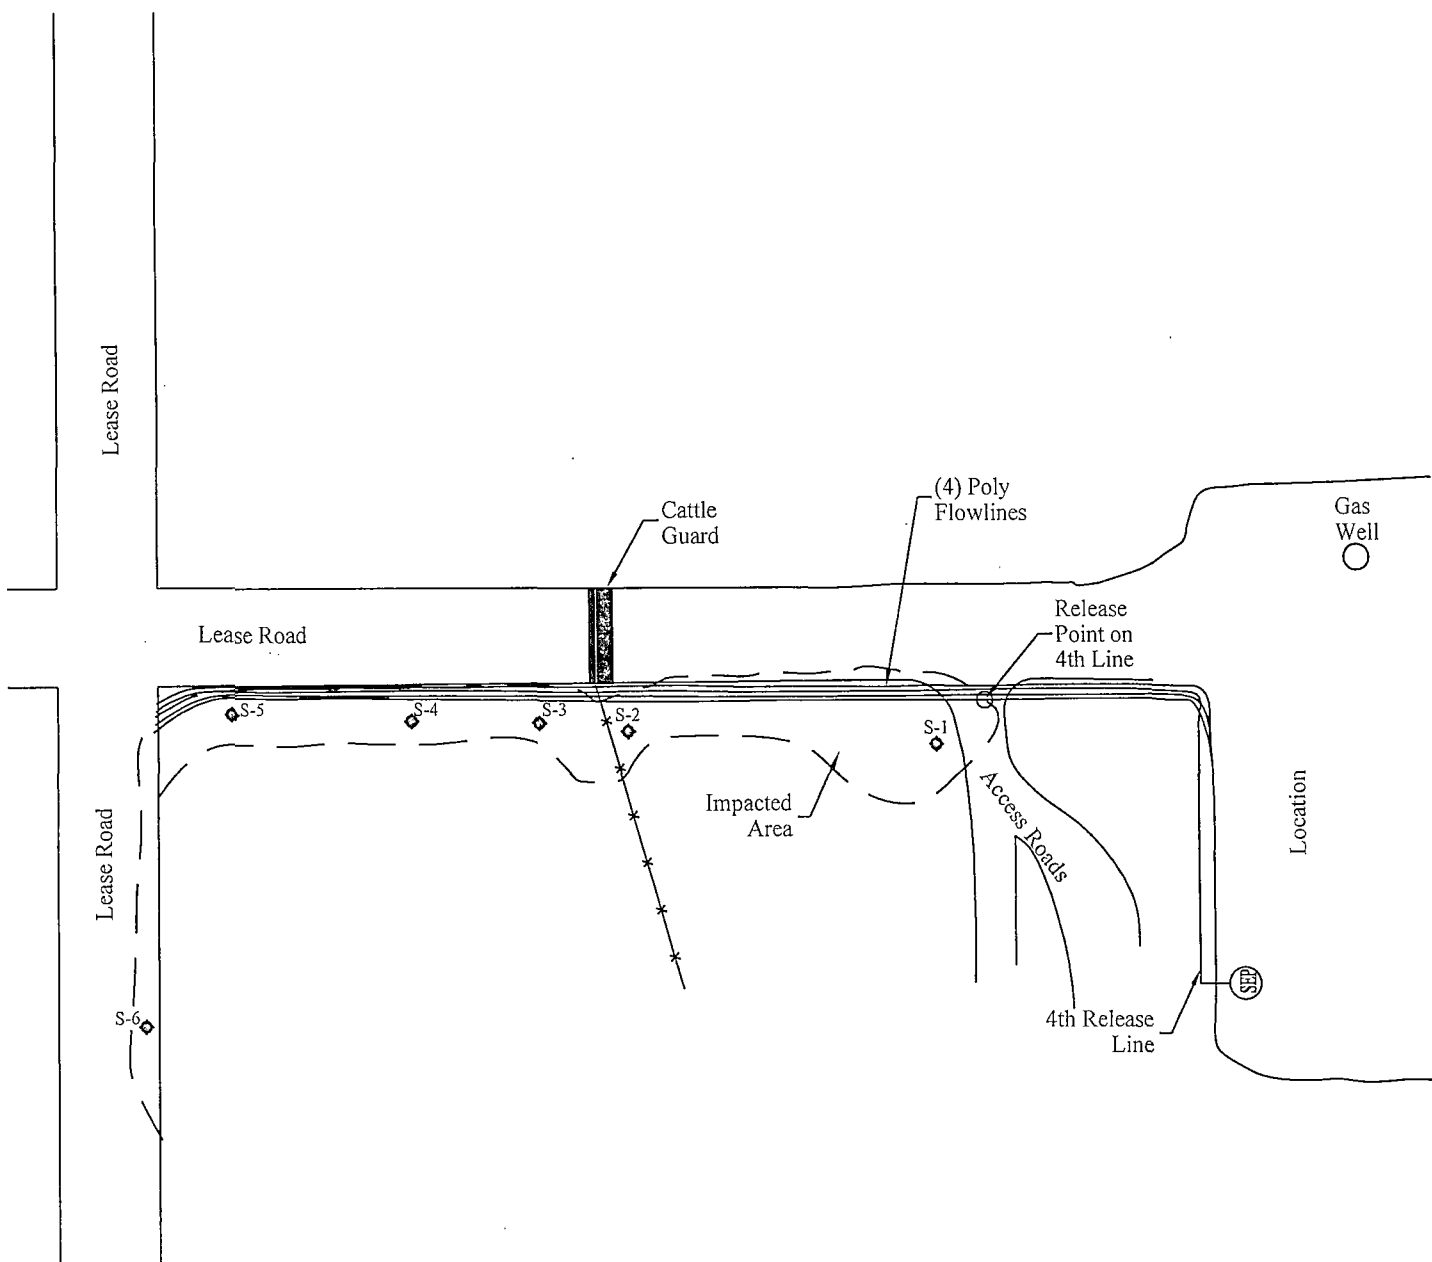 Lease Road
(4) Poly
Flowlines
Cattle
Guard
Gas
Well
Release
Point on
4th Line
Lease Road
S-5
S-4
S-3
S-2
S-1
Impacted
Area
Access Roads
Location
Lease Road
SEP
S-6
4th Release
Line